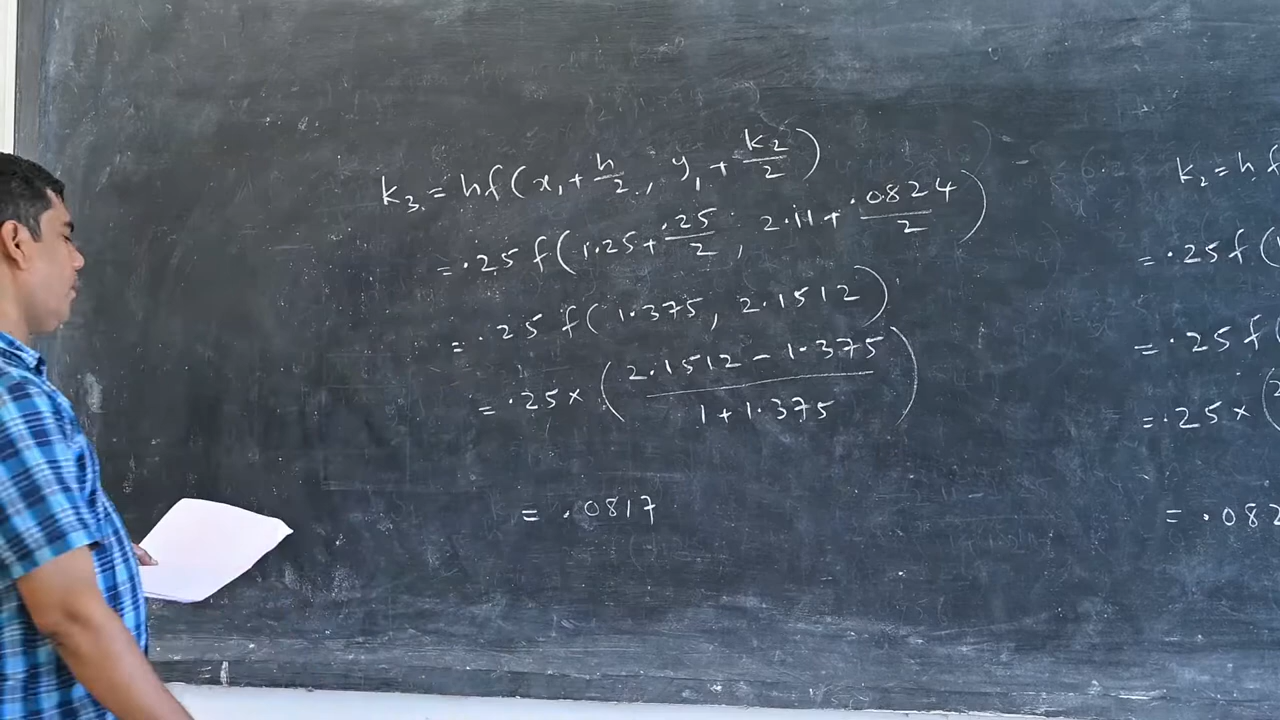 k₃ = hf(x₁ + h/2, y₁ + k₂/2)
= .25 f(1.25 + .25/2, 2.11 + .0824/2)
= .25 f(1.375, 2.1512)
= .25 × ((2.1512 − 1.375)/(1 + 1.375))
= .0817
k₂ = hf
= .25 f(
= .25 f(
= .25 × (
= .082